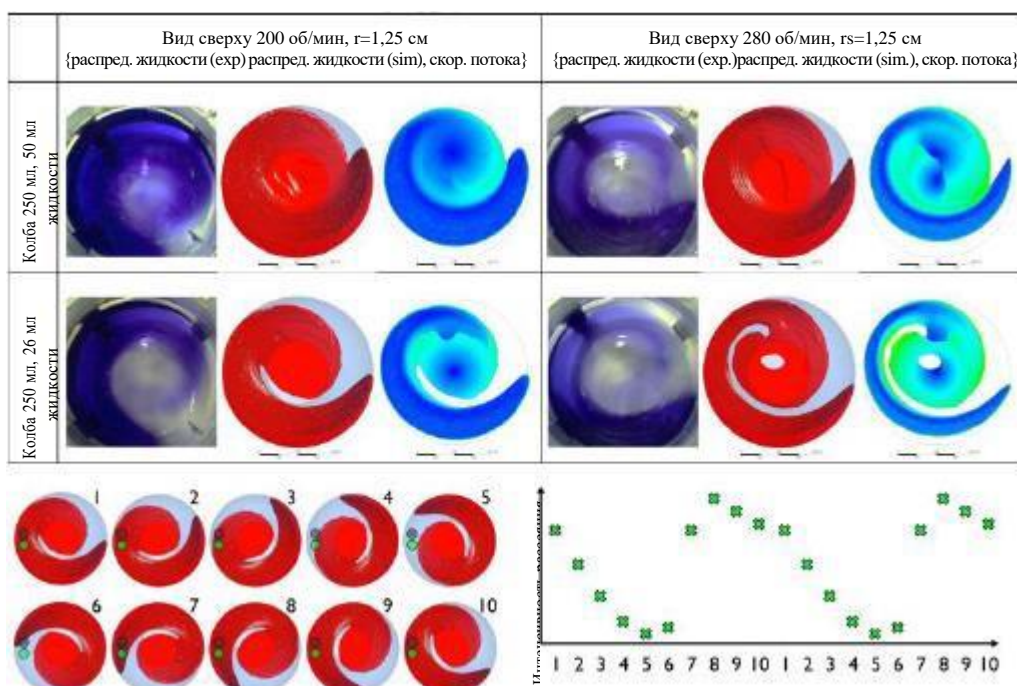 Вид сверху 200 об/мин, r=1,25 см
{распред. жидкости (exp) распред. жидкости (sim), скор. потока}
Вид сверху 280 об/мин, rs=1,25 см
{распред. жидкости (exp.)распред. жидкости (sim.), скор. потока}
Колба 250 мл, 50 мл
жидкости
Колба 250 мл, 26 мл
жидкости
1 2 3 4 5
6 7 8 9 10
1 2 3 4 5 6 7 8 9 10 1 2 3 4 5 6 7 8 9 10